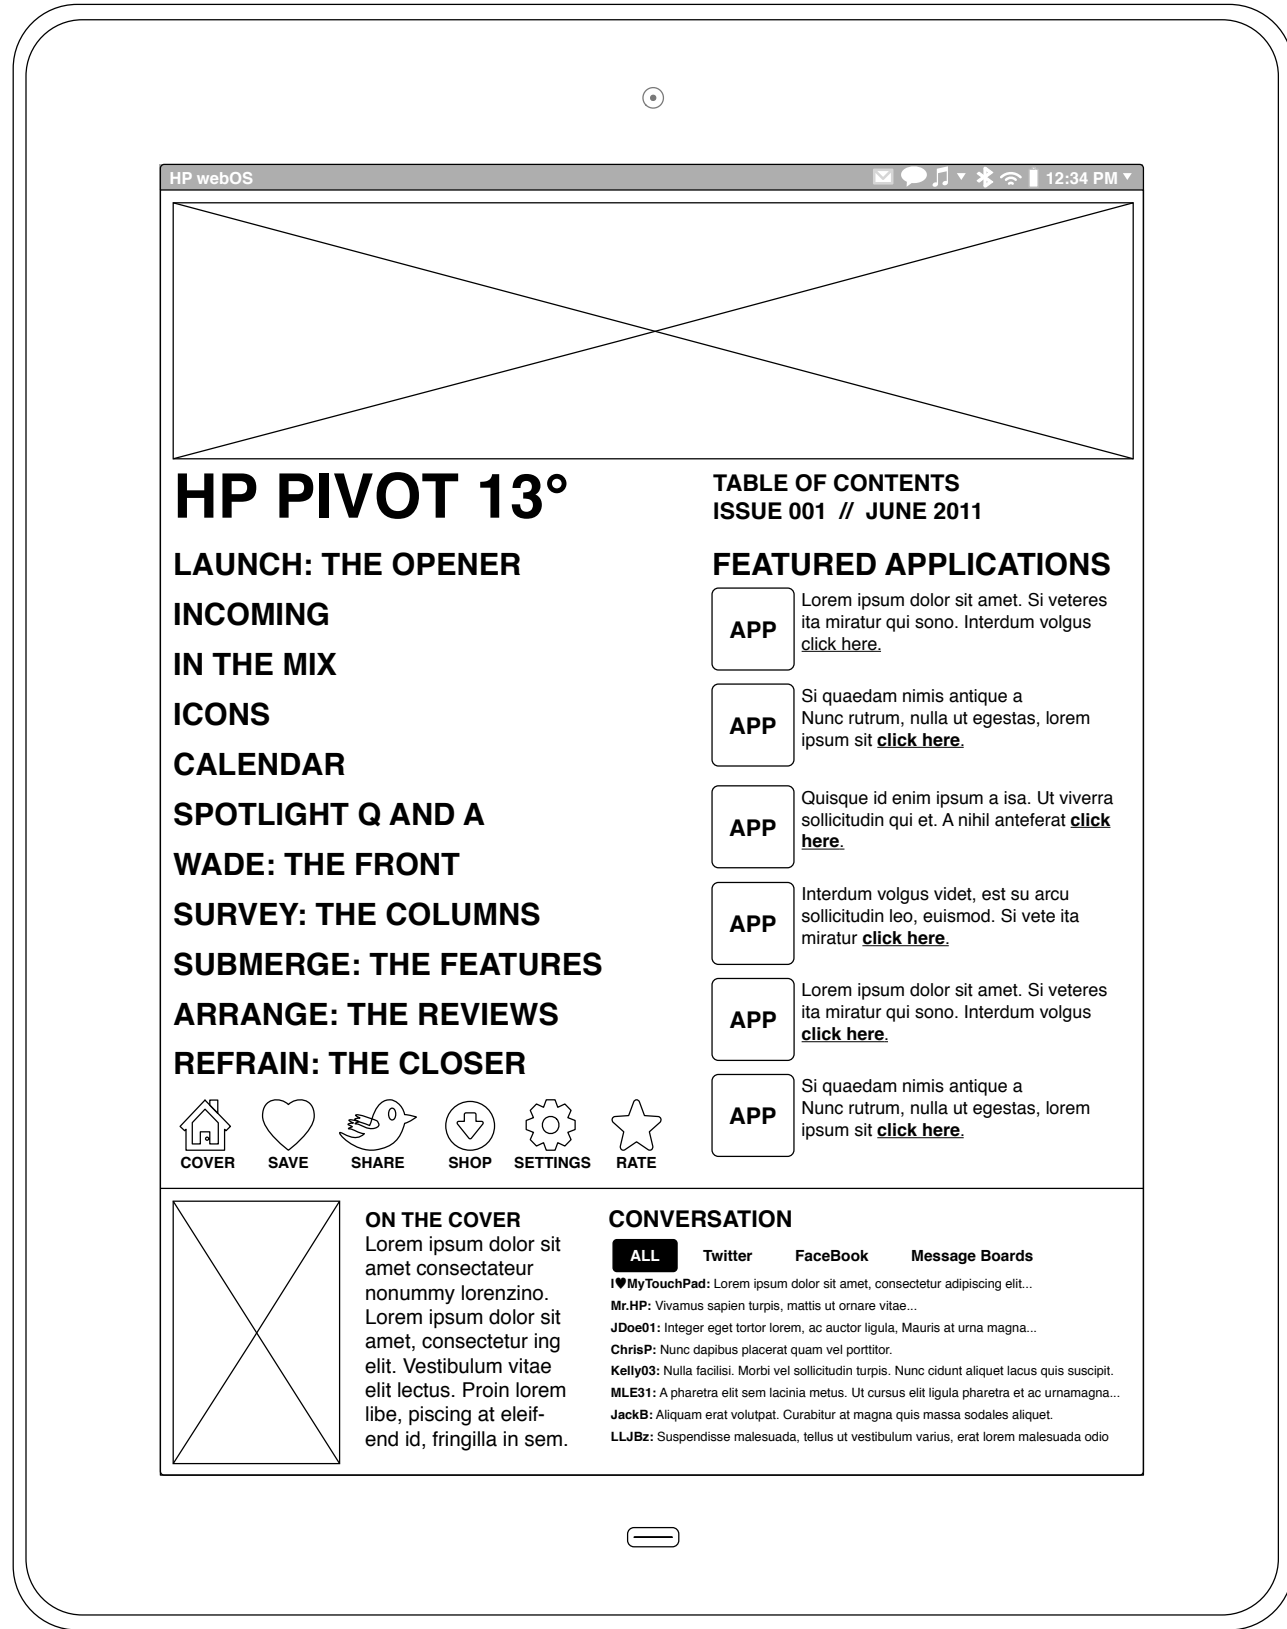 HP webOS
12:34 PM
HP PIVOT 13°
TABLE OF CONTENTS
ISSUE 001 // JUNE 2011
LAUNCH: THE OPENER
INCOMING
IN THE MIX
ICONS
CALENDAR
SPOTLIGHT Q AND A
WADE: THE FRONT
SURVEY: THE COLUMNS
SUBMERGE: THE FEATURES
ARRANGE: THE REVIEWS
REFRAIN: THE CLOSER
COVER SAVE SHARE SHOP SETTINGS RATE
FEATURED APPLICATIONS
APP
Lorem ipsum dolor sit amet. Si veteres
ita miratur qui sono. Interdum volgus
click here.
APP
Si quaedam nimis antique a
Nunc rutrum, nulla ut egestas, lorem
ipsum sit click here.
APP
Quisque id enim ipsum a isa. Ut viverra
sollicitudin qui et. A nihil anteferat click
here.
APP
Interdum volgus videt, est su arcu
sollicitudin leo, euismod. Si vete ita
miratur click here.
APP
Lorem ipsum dolor sit amet. Si veteres
ita miratur qui sono. Interdum volgus
click here.
APP
Si quaedam nimis antique a
Nunc rutrum, nulla ut egestas, lorem
ipsum sit click here.
ON THE COVER
Lorem ipsum dolor sit
amet consectateur
nonummy lorenzino.
Lorem ipsum dolor sit
amet, consectetur ing
elit. Vestibulum vitae
elit lectus. Proin lorem
libe, piscing at eleif-
end id, fringilla in sem.
CONVERSATION
ALL Twitter FaceBook Message Boards
I♥MyTouchPad: Lorem ipsum dolor sit amet, consectetur adipiscing elit...
Mr.HP: Vivamus sapien turpis, mattis ut ornare vitae...
JDoe01: Integer eget tortor lorem, ac auctor ligula, Mauris at urna magna...
ChrisP: Nunc dapibus placerat quam vel porttitor.
Kelly03: Nulla facilisi. Morbi vel sollicitudin turpis. Nunc cidunt aliquet lacus quis suscipit.
MLE31: A pharetra elit sem lacinia metus. Ut cursus elit ligula pharetra et ac urnamagna...
JackB: Aliquam erat volutpat. Curabitur at magna quis massa sodales aliquet.
LLJBz: Suspendisse malesuada, tellus ut vestibulum varius, erat lorem malesuada odio